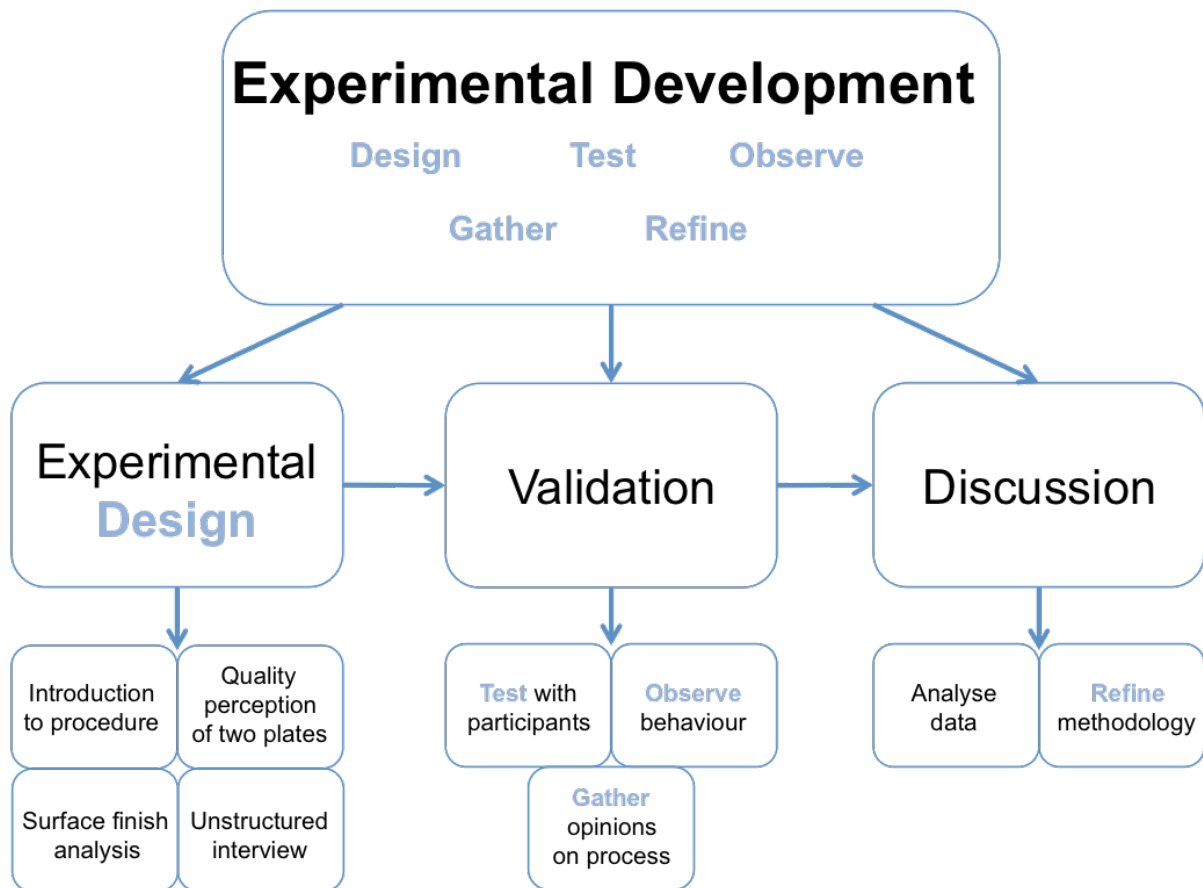 Experimental Development
Design Test Observe
Gather Refine
Experimental
Design
Validation
Discussion
Introduction
to procedure
Quality
perception
of two plates
Surface finish
analysis
Unstructured
interview
Test with
participants
Observe
behaviour
Gather
opinions
on process
Analyse
data
Refine
methodology